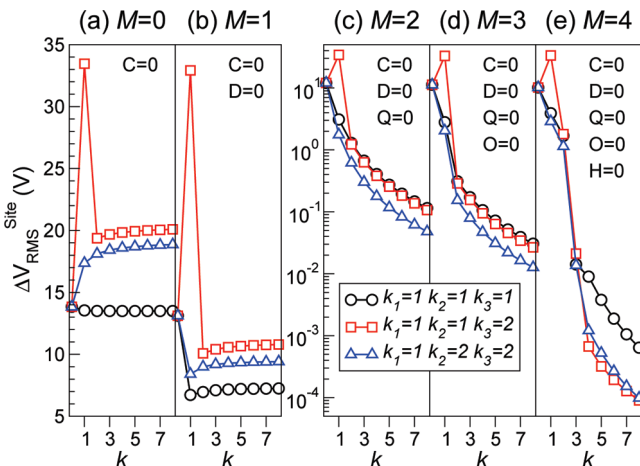 (a) M=0 (b) M=1 (c) M=2 (d) M=3 (e) M=4
C=0 C=0 C=0 C=0 C=0
D=0 D=0 D=0 D=0
Q=0 Q=0 Q=0
O=0 O=0
H=0
ΔV_RMS^Site (V)
35
30
25
20
15
10
5
10^1
10^0
10^-1
10^-2
10^-3
10^-4
k1=1 k2=1 k3=1
k1=1 k2=1 k3=2
k1=1 k2=2 k3=2
1 3 5 7 1 3 5 7 1 3 5 7 1 3 5 7 1 3 5 7
k k k k k